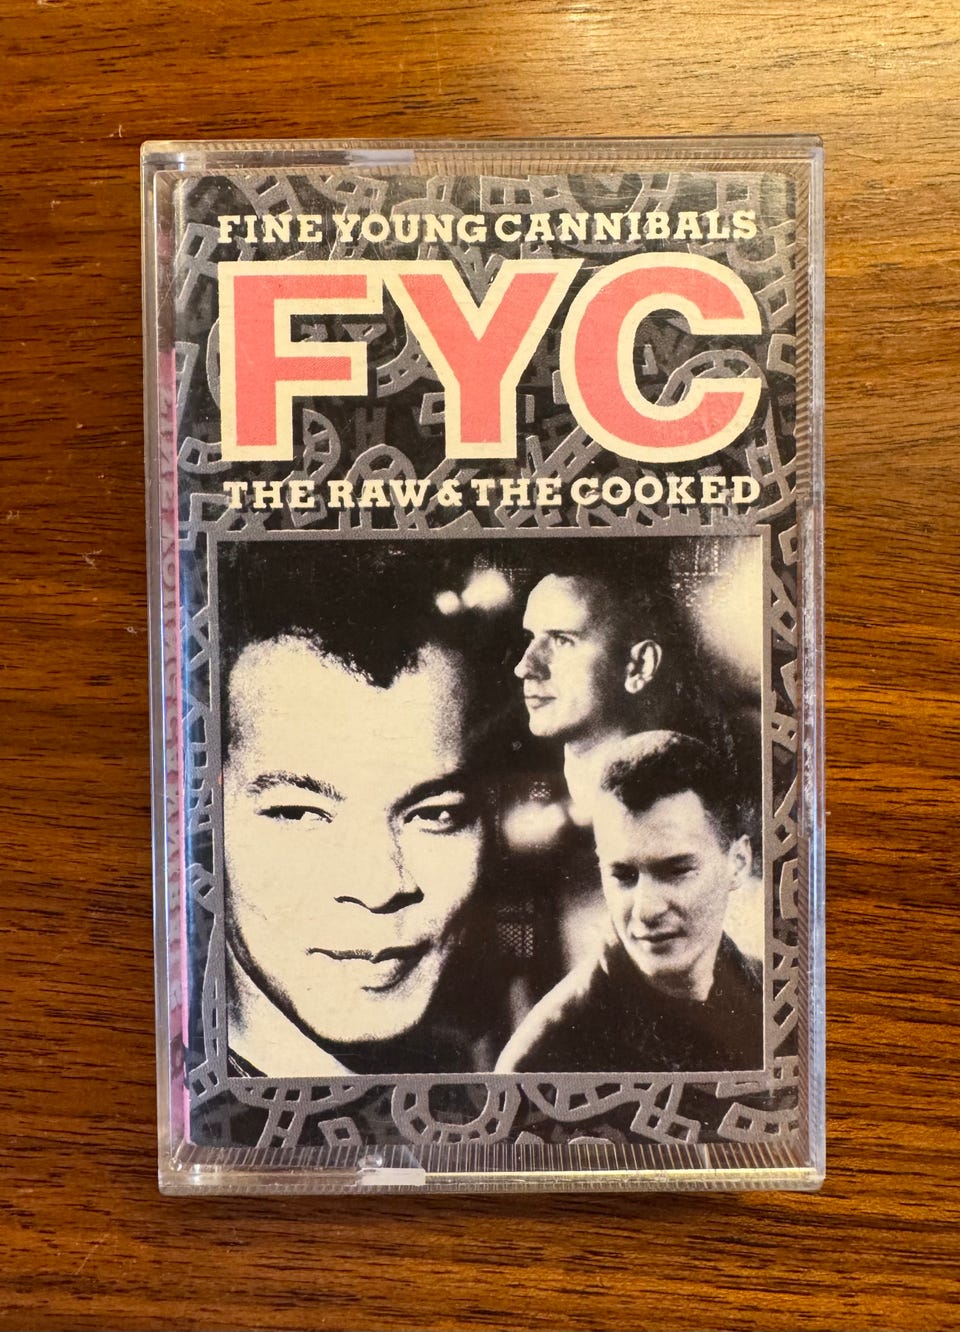 FINE YOUNG CANNIBALS
FYC
THE RAW & THE COOKED